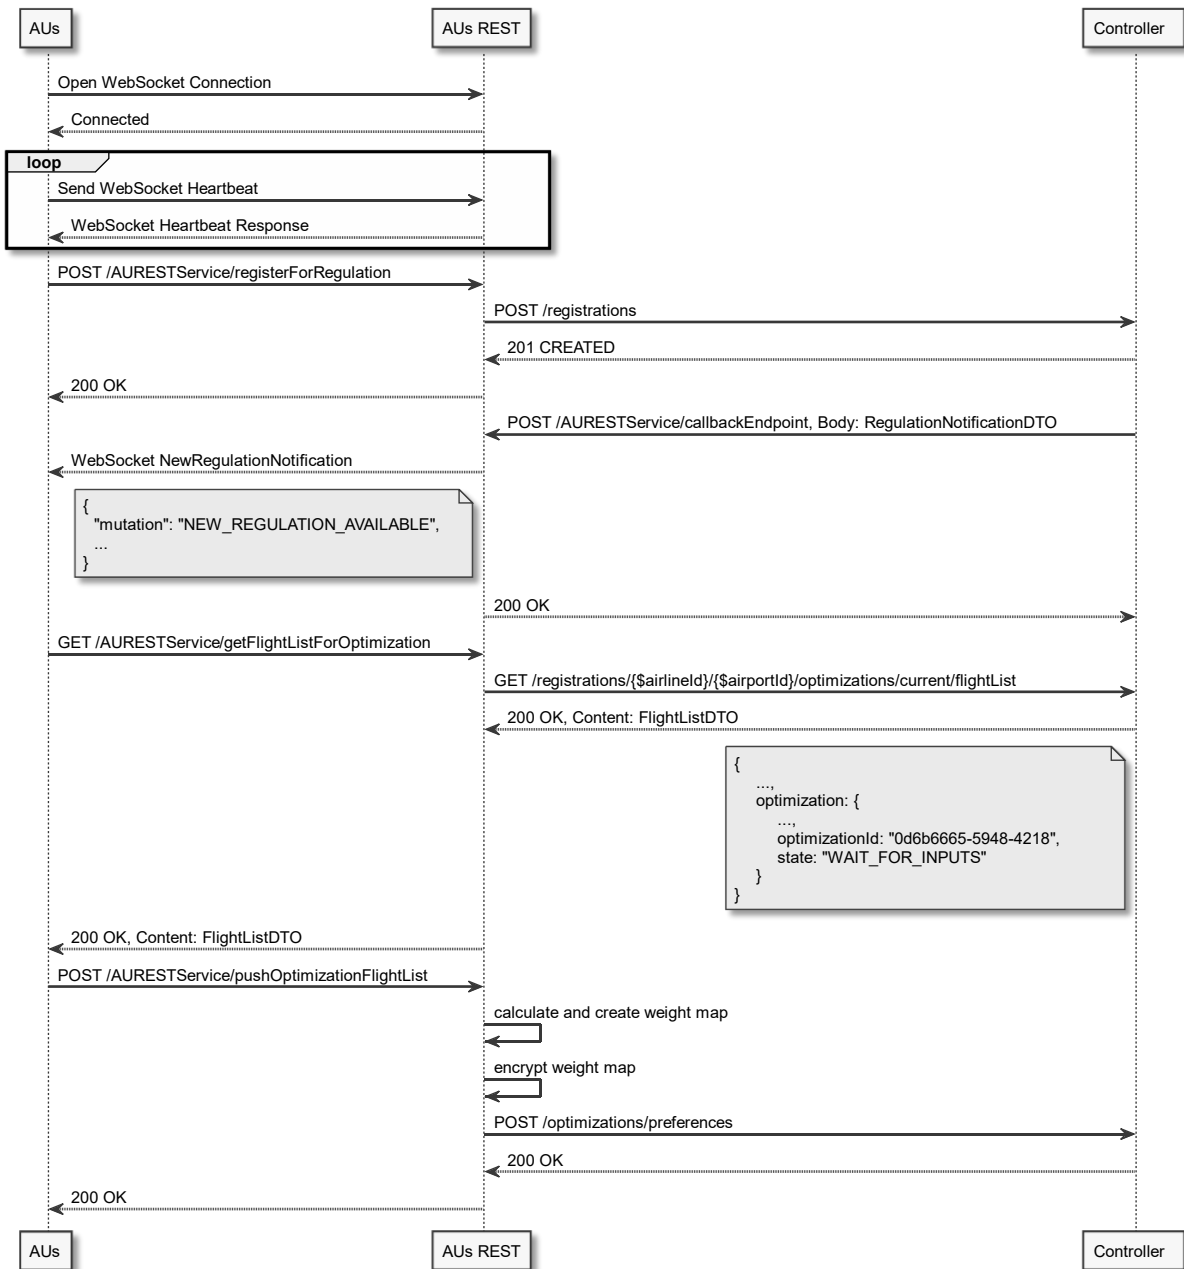 AUs
AUs REST
Controller
Open WebSocket Connection
Connected
loop
Send WebSocket Heartbeat
WebSocket Heartbeat Response
POST /AURESTService/registerForRegulation
POST /registrations
201 CREATED
200 OK
POST /AURESTService/callbackEndpoint, Body: RegulationNotificationDTO
WebSocket NewRegulationNotification
{
"mutation": "NEW_REGULATION_AVAILABLE",
...
}
200 OK
GET /AURESTService/getFlightListForOptimization
GET /registrations/{$airlineId}/{$airportId}/optimizations/current/flightList
200 OK, Content: FlightListDTO
{
...,
optimization: {
...,
optimizationId: "0d6b6665-5948-4218",
state: "WAIT_FOR_INPUTS"
}
}
200 OK, Content: FlightListDTO
POST /AURESTService/pushOptimizationFlightList
calculate and create weight map
encrypt weight map
POST /optimizations/preferences
200 OK
200 OK
AUs
AUs REST
Controller